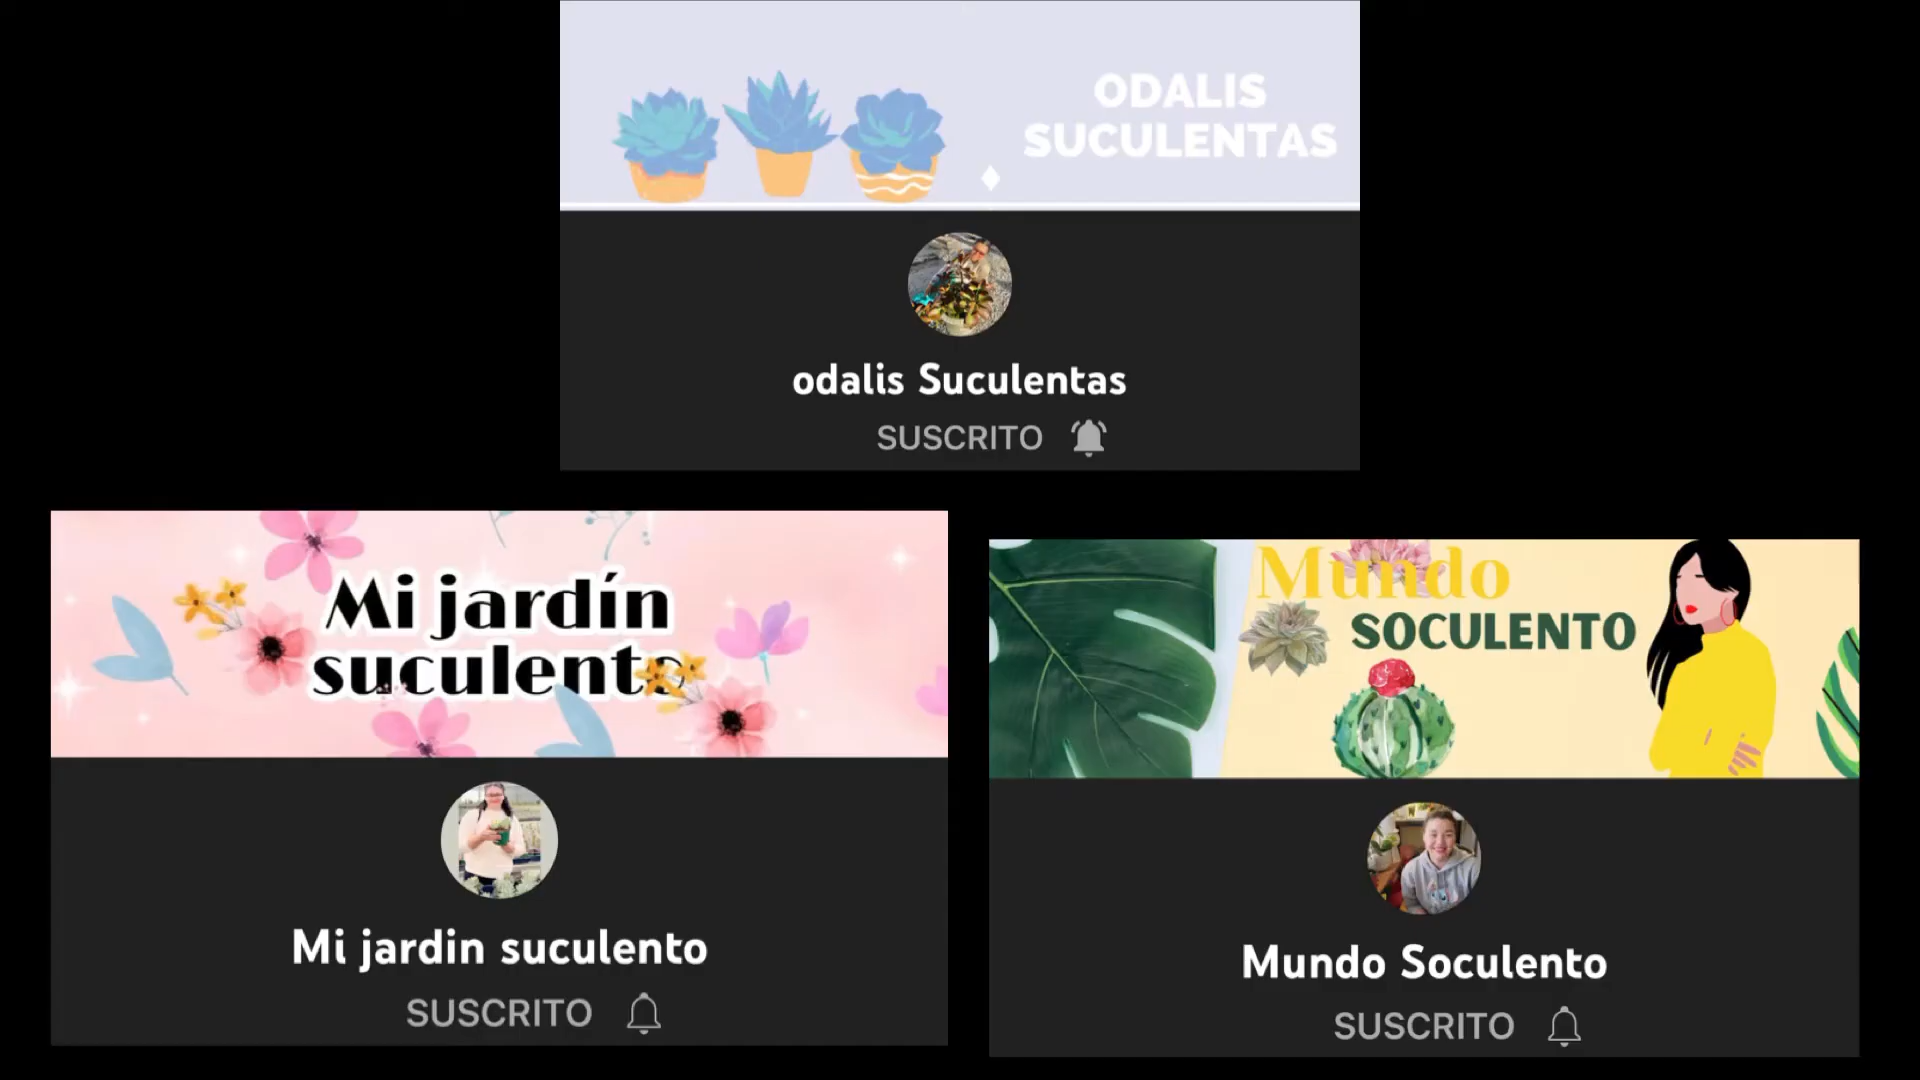 ODALIS
SUCULENTAS
odalis Suculentas
SUSCRITO
Mi jardín
suculento
Mi jardin suculento
SUSCRITO
Mundo
SOCULENTO
Mundo Soculento
SUSCRITO